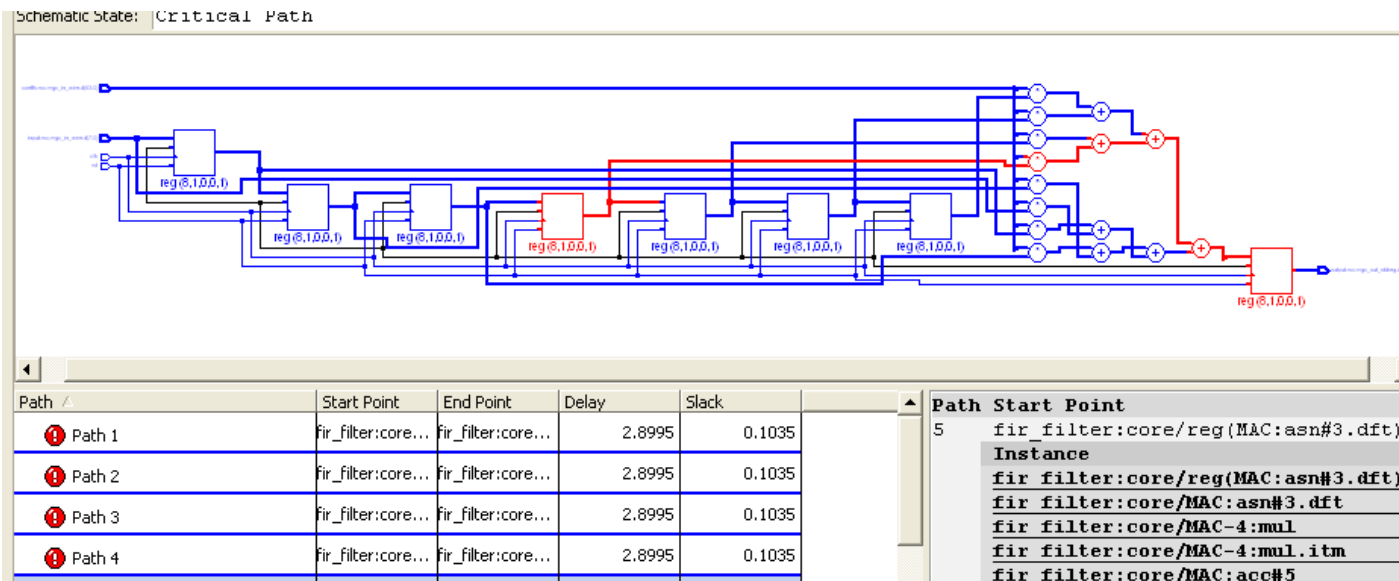 Schematic State: Critical Path
clk
rst
reg(8,1,0,0,1)
reg(8,1,0,0,1) reg(8,1,0,0,1) reg(8,1,0,0,1) reg(8,1,0,0,1) reg(8,1,0,0,1) reg(8,1,0,0,1)
reg(8,1,0,0,1)
Path Start Point End Point Delay Slack
Path 1 fir_filter:core... fir_filter:core... 2.8995 0.1035
Path 2 fir_filter:core... fir_filter:core... 2.8995 0.1035
Path 3 fir_filter:core... fir_filter:core... 2.8995 0.1035
Path 4 fir_filter:core... fir_filter:core... 2.8995 0.1035
Path Start Point
5 fir_filter:core/reg(MAC:asn#3.dft)
Instance
fir_filter:core/reg(MAC:asn#3.dft)
fir_filter:core/MAC:asn#3.dft
fir_filter:core/MAC-4:mul
fir_filter:core/MAC-4:mul.itm
fir_filter:core/MAC:acc#5